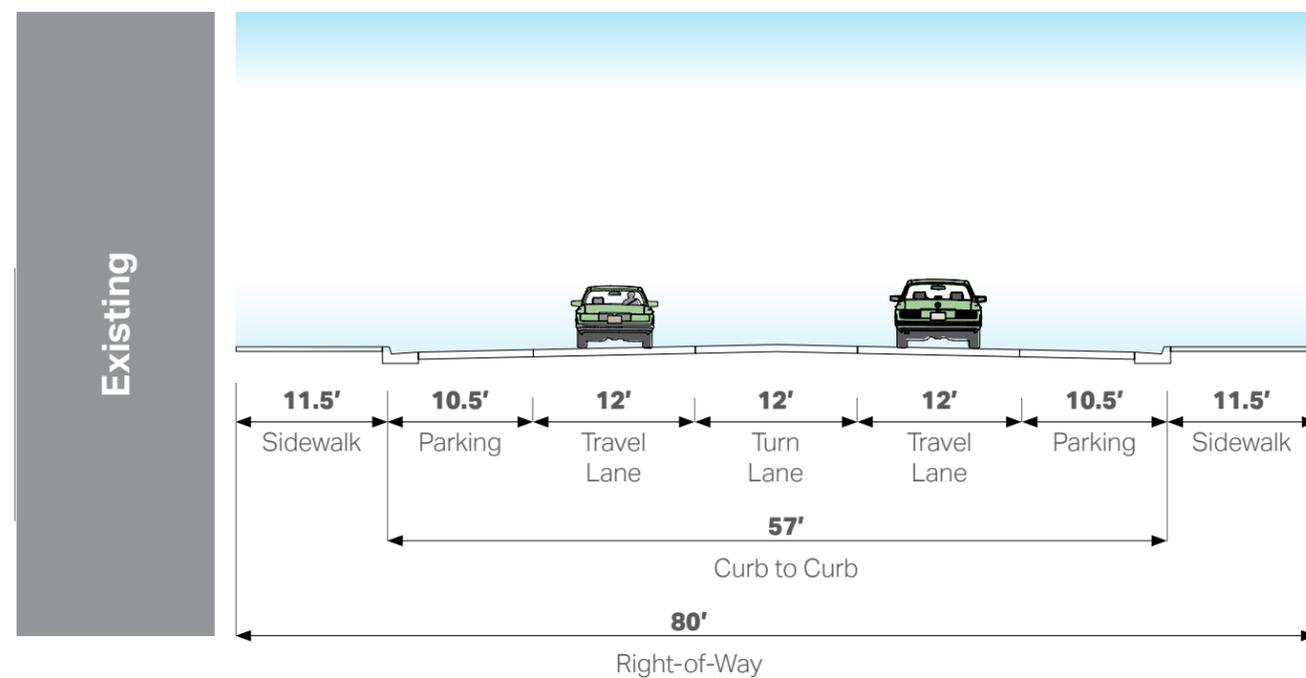 Existing
11.5′ 10.5′ 12′ 12′ 12′ 10.5′ 11.5′
Sidewalk Parking Travel Turn Travel Parking Sidewalk
Lane Lane Lane
57′
Curb to Curb
80′
Right-of-Way